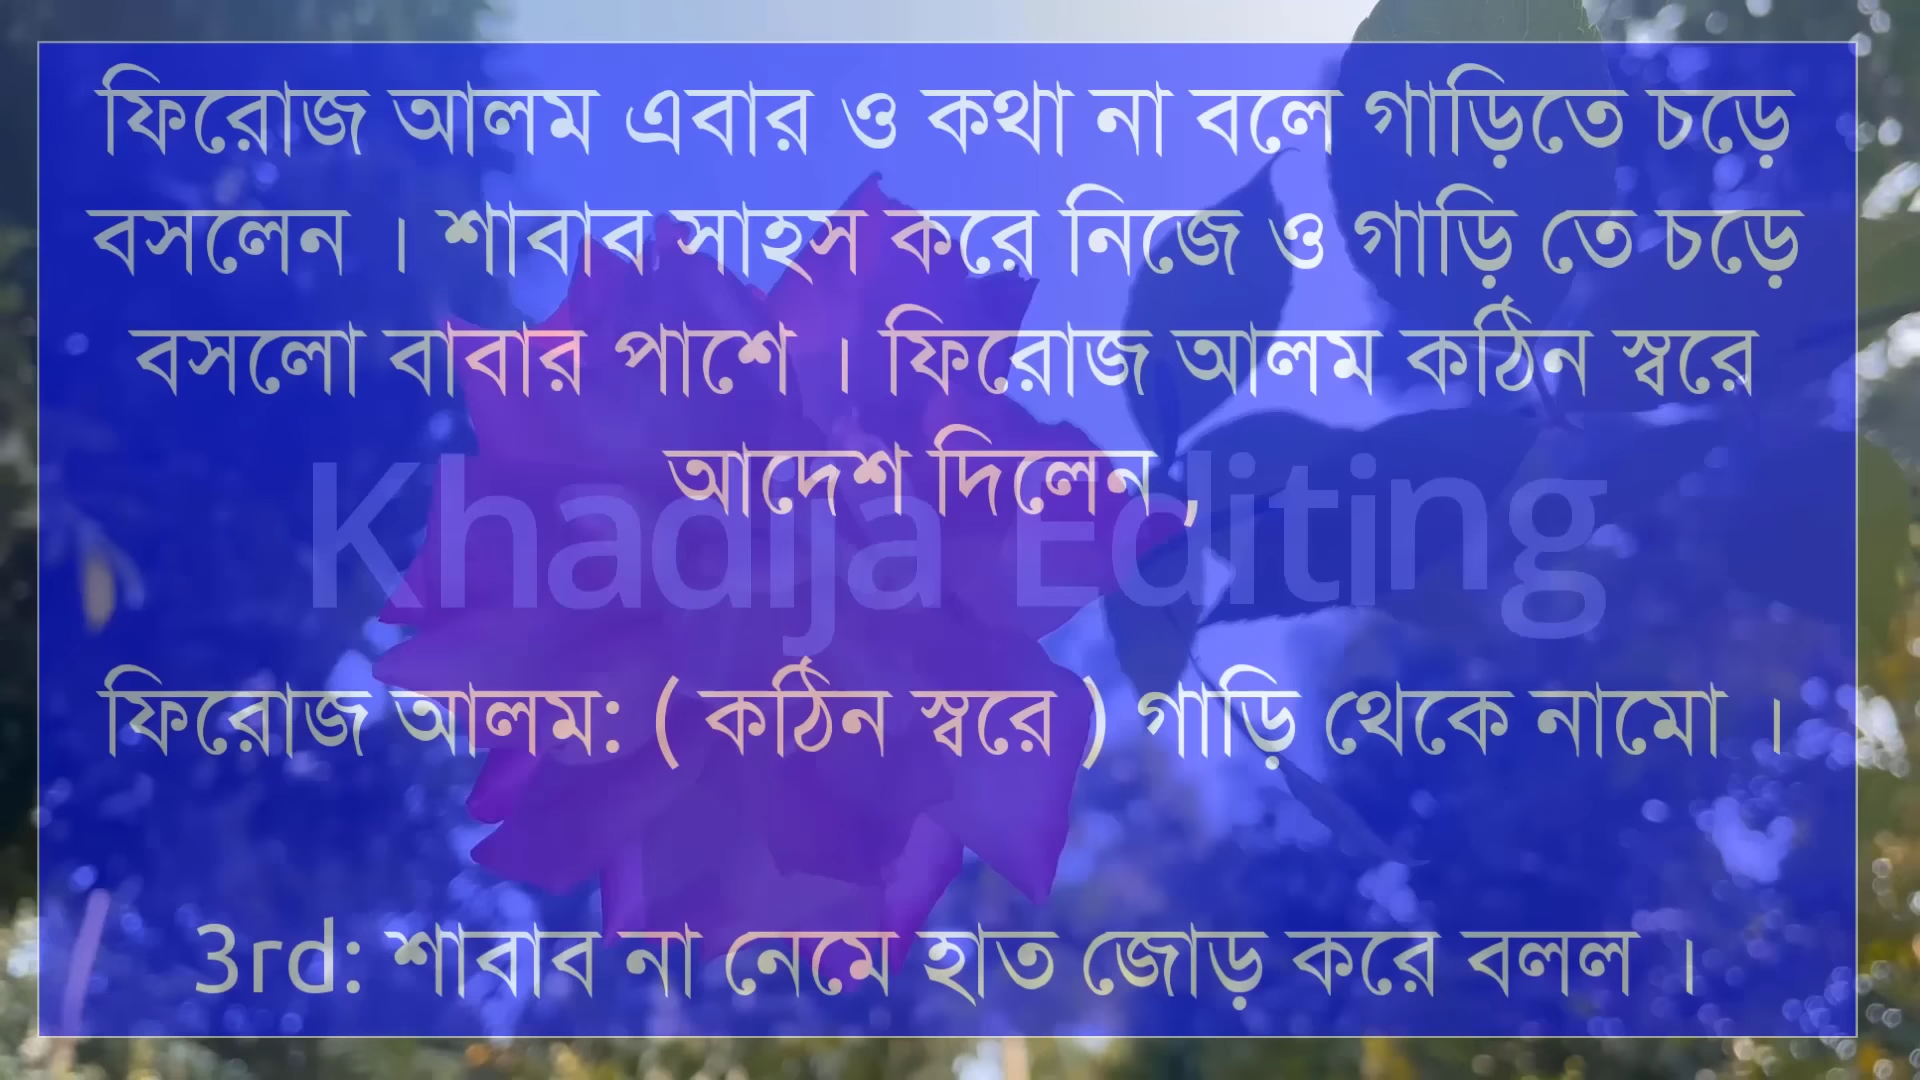 ফিরোজ আলম এবার ও কথা না বলে গাড়িতে চড়ে
বসলেন । শাবাব সাহস করে নিজে ও গাড়ি তে চড়ে
বসলো বাবার পাশে । ফিরোজ আলম কঠিন স্বরে
আদেশ দিলেন ,
Khadija Editing
ফিরোজ আলম: ( কঠিন স্বরে ) গাড়ি থেকে নামো ।
3rd: শাবাব না নেমে হাত জোড় করে বলল ।